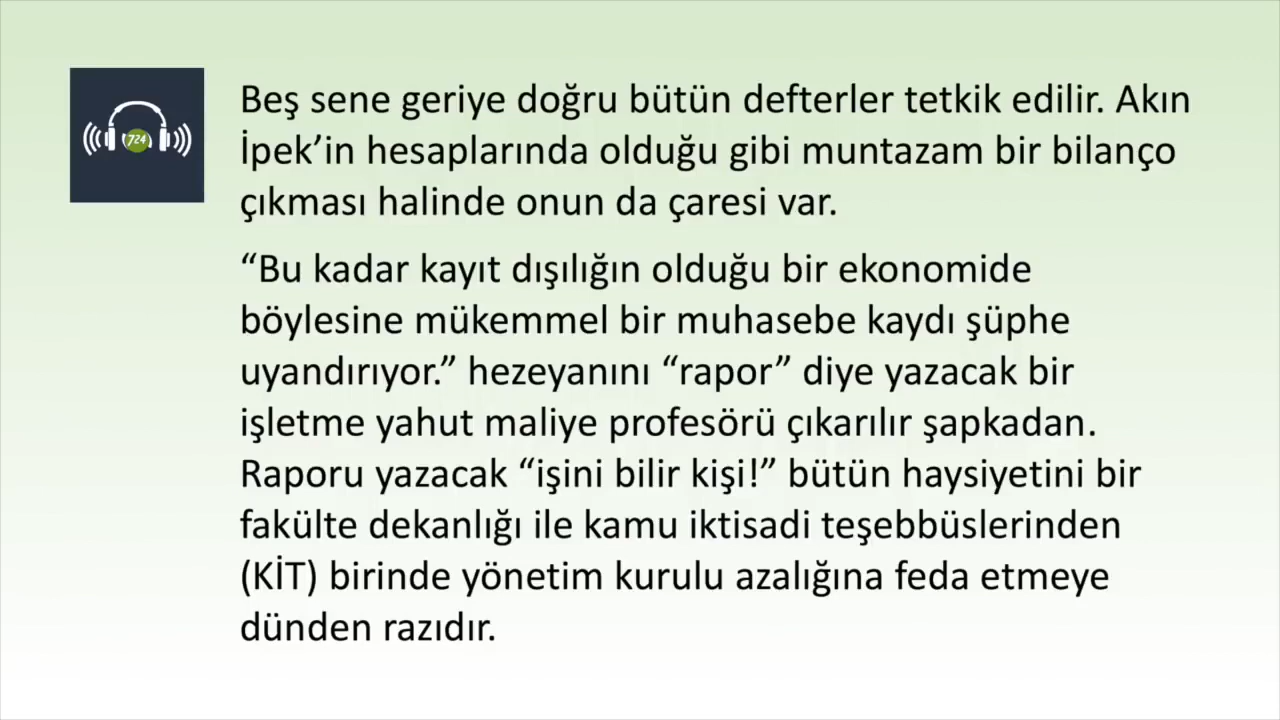 724
Beş sene geriye doğru bütün defterler tetkik edilir. Akın
İpek’in hesaplarında olduğu gibi muntazam bir bilanço
çıkması halinde onun da çaresi var.
“Bu kadar kayıt dışılığın olduğu bir ekonomide
böylesine mükemmel bir muhasebe kaydı şüphe
uyandırıyor.” hezeyanını “rapor” diye yazacak bir
işletme yahut maliye profesörü çıkarılır şapkadan.
Raporu yazacak “işini bilir kişi!” bütün haysiyetini bir
fakülte dekanlığı ile kamu iktisadi teşebbüslerinden
(KİT) birinde yönetim kurulu azalığına feda etmeye
dünden razıdır.